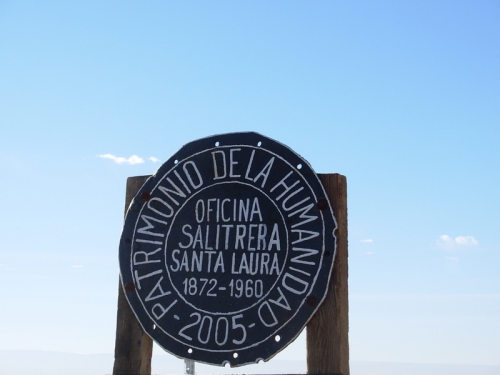 PATRIMONIO DE LA HUMANIDAD
OFICINA
SALITRERA
SANTA LAURA
1872-1960
-2005-